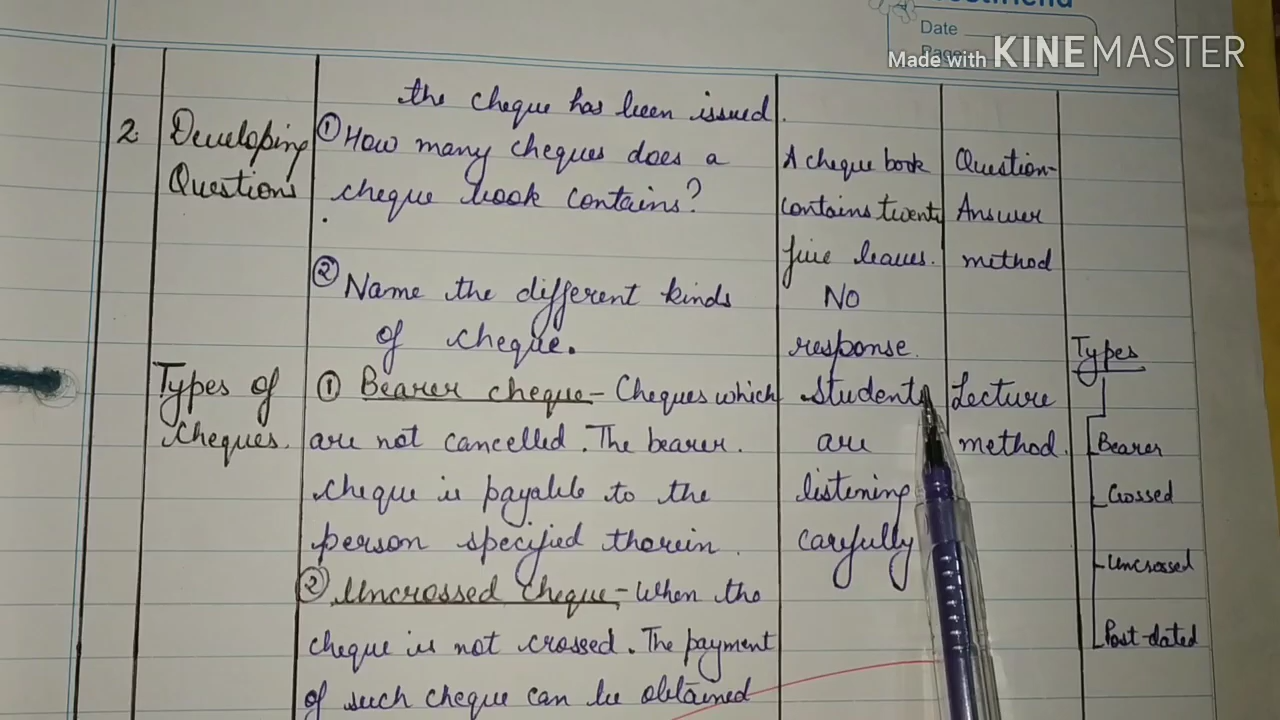 Date
Page
Made with KINEMASTER
the cheque has been issued.
2. Developing Questions
① How many cheques does a
cheque book contains?
② Name the different kinds
of cheque.
A cheque book
contains twenty
five leaves.
No
response.
Question-
Answer
method
Types of
cheques.
① Bearer cheque - Cheques which
are not cancelled. The bearer
cheque is payable to the
person specified therein.
② Uncrossed cheque - When the
cheque is not crossed. The payment
of such cheque can be obtained
Students
are
listening
carefully
Lecture
method.
Types
Bearer
Crossed
Uncrossed
Post-dated